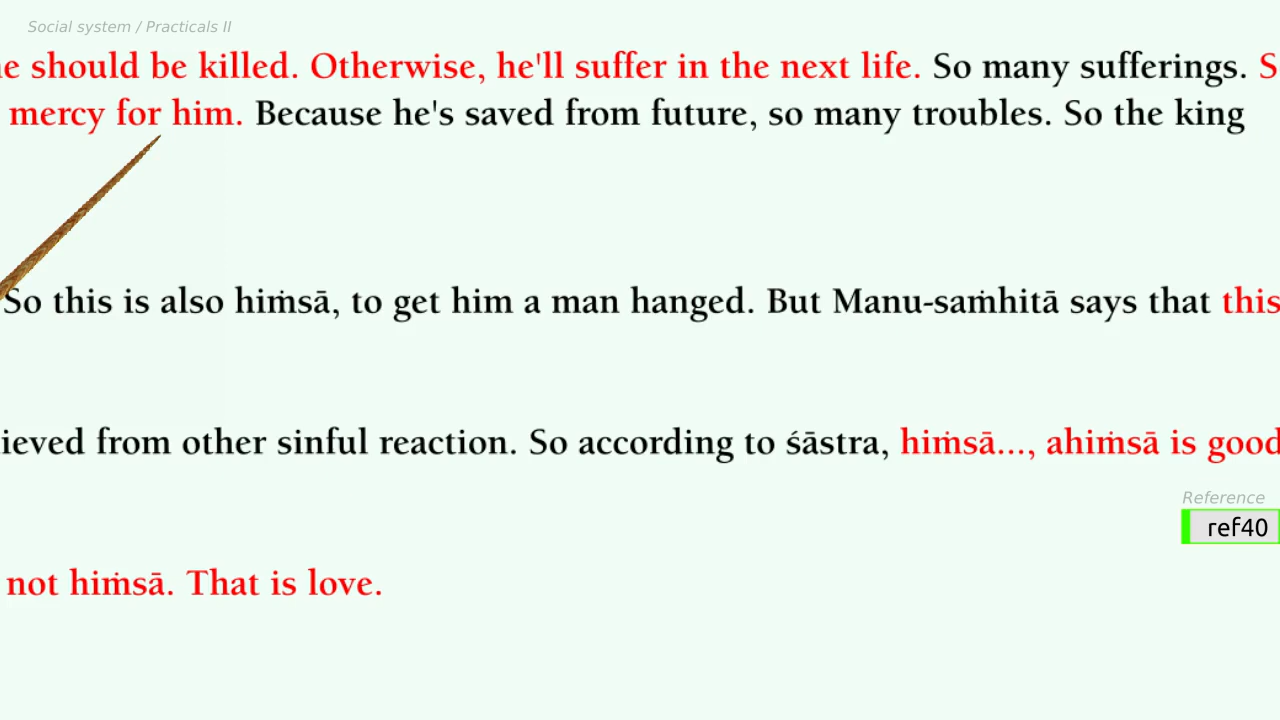 Social system / Practicals II
should be killed. Otherwise, he'll suffer in the next life. So many sufferings.
mercy for him. Because he's saved from future, so many troubles. So the king
So this is also hiṁsā, to get him a man hanged. But Manu-saṁhitā says that this
ieved from other sinful reaction. So according to śāstra, hiṁsā..., ahiṁsā is good
Reference
ref40
not hiṁsā. That is love.